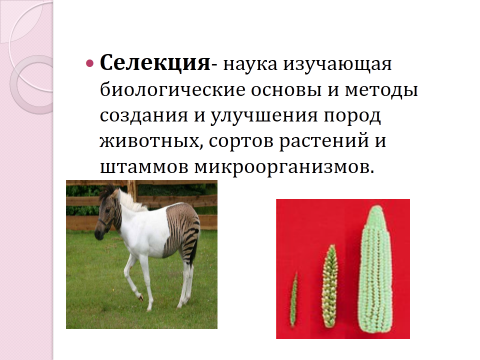 Селекция- наука изучающая
биологические основы и методы
создания и улучшения пород
животных, сортов растений и
штаммов микроорганизмов.